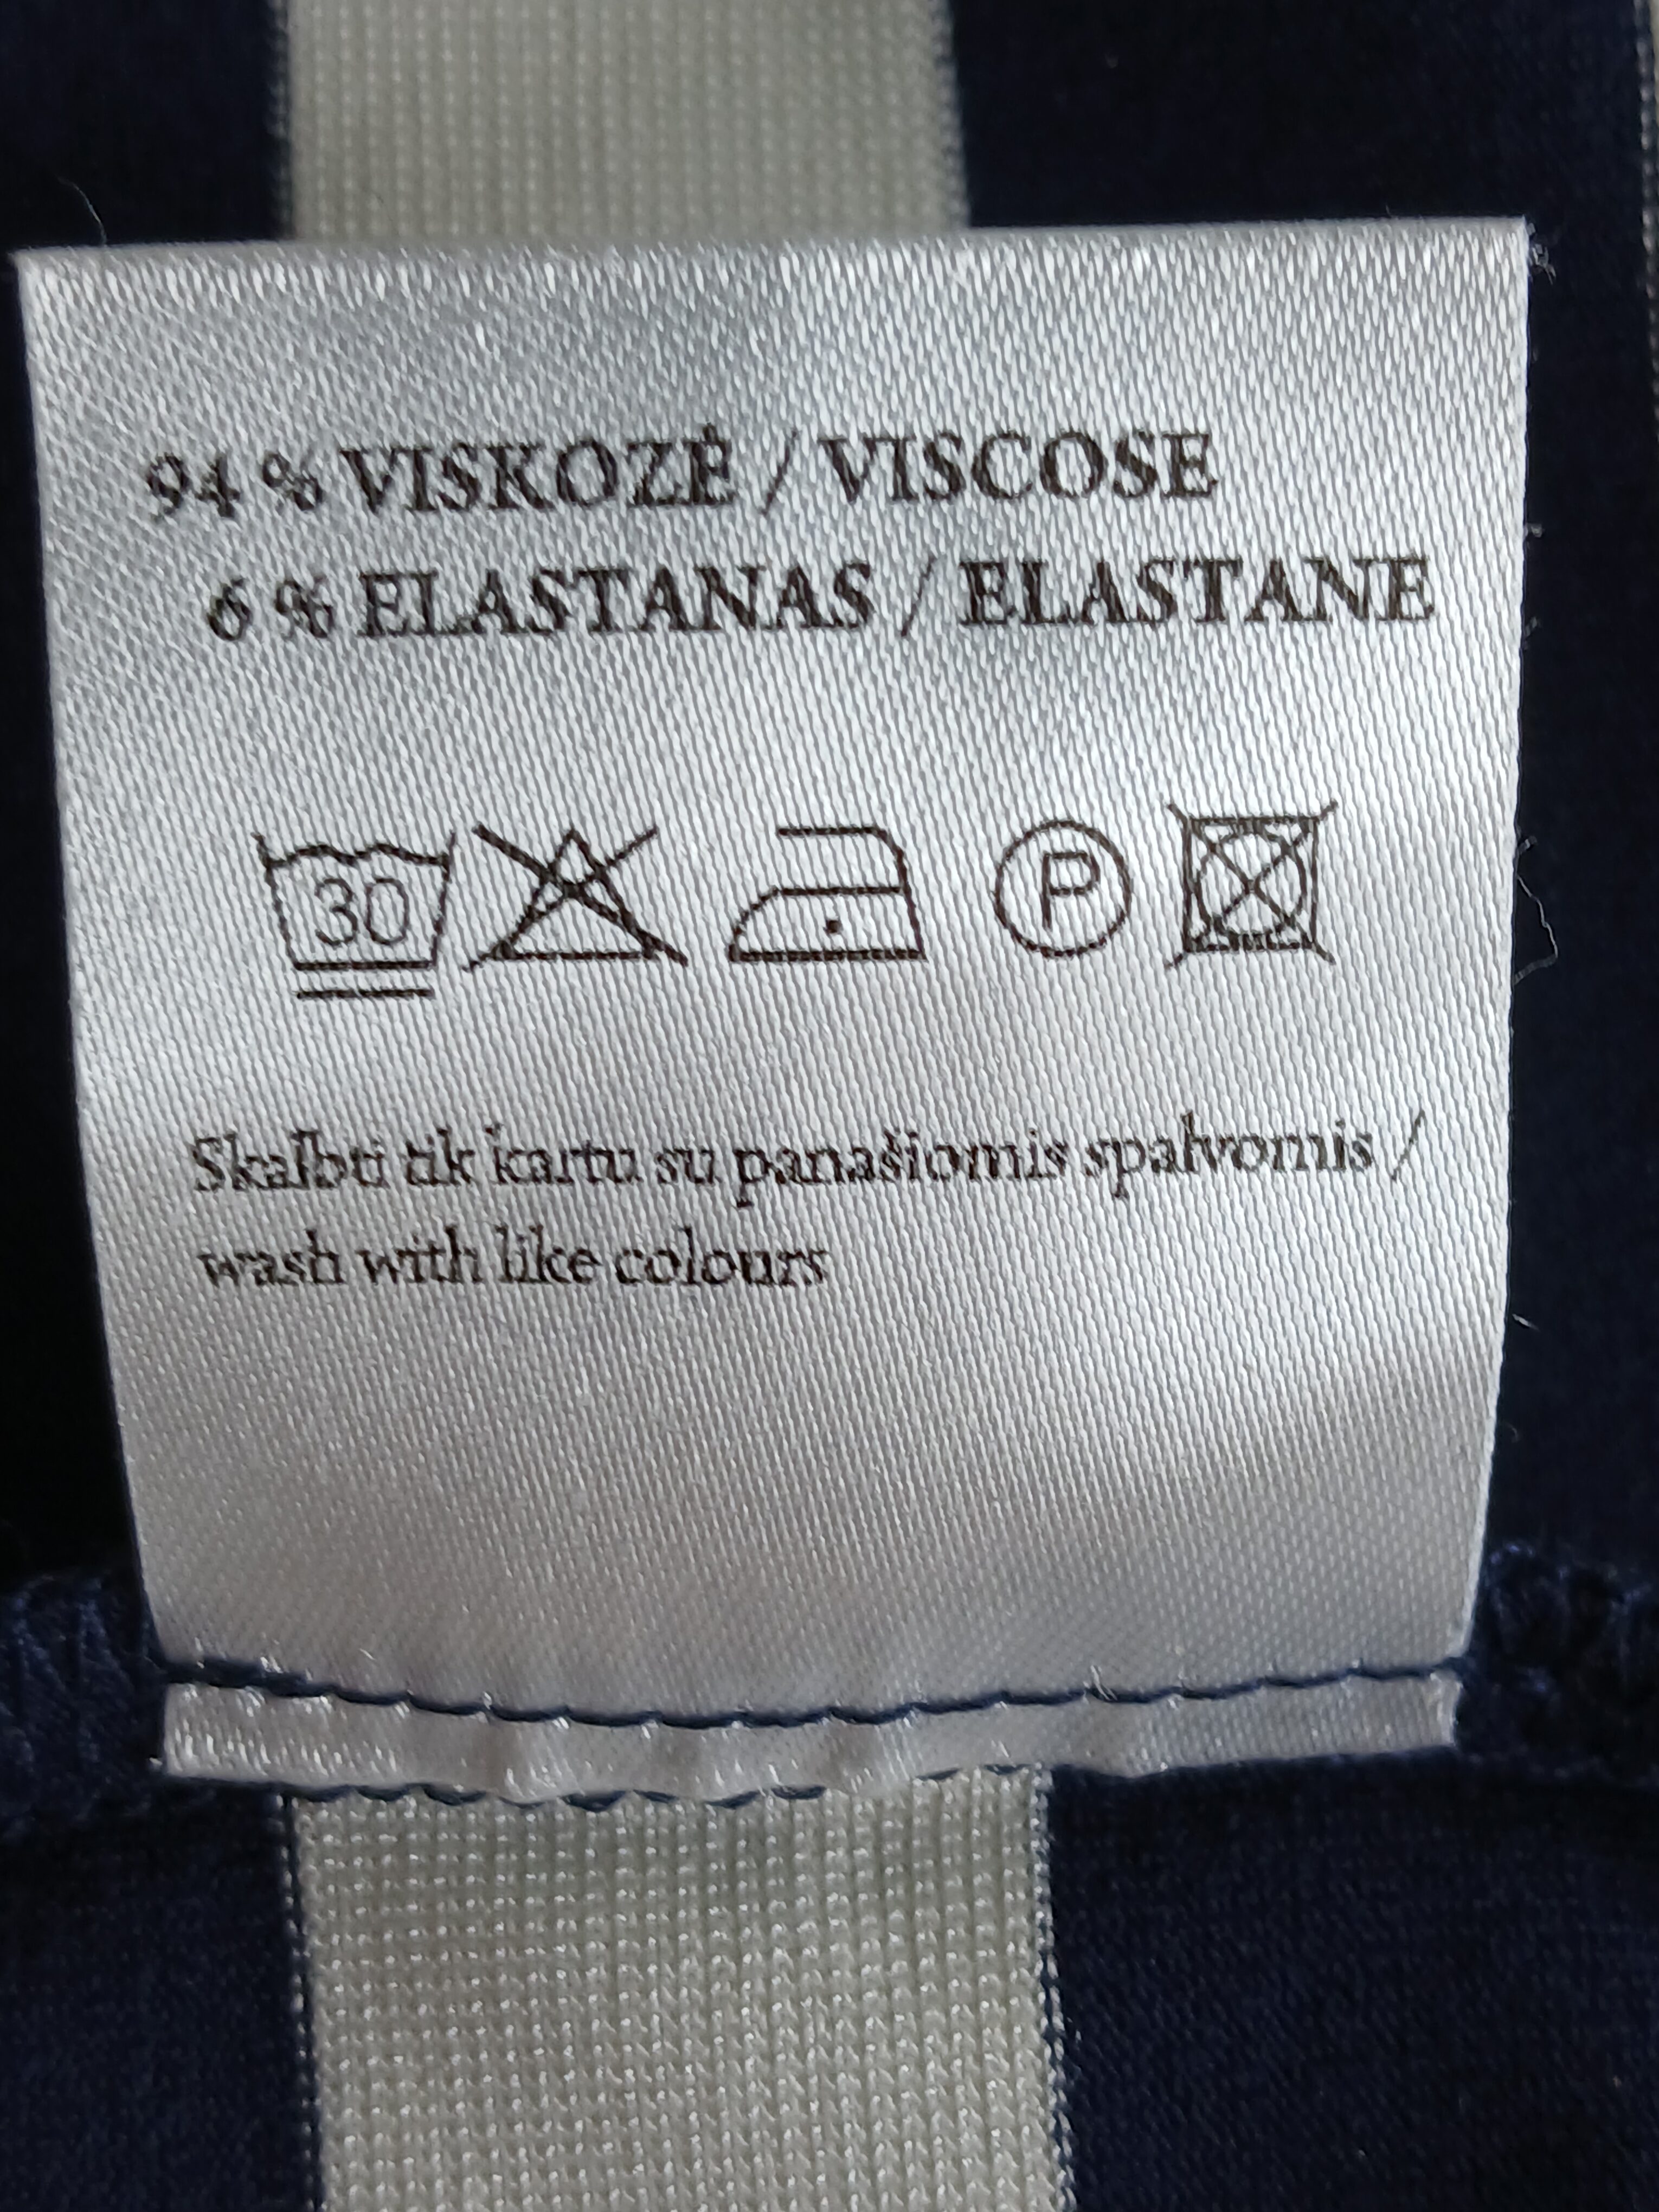 94 % VISKOZĖ / VISCOSE
6 % ELASTANAS / ELASTANE
30 P
Skalbti tik kartu su panašiomis spalvomis /
wash with like colours